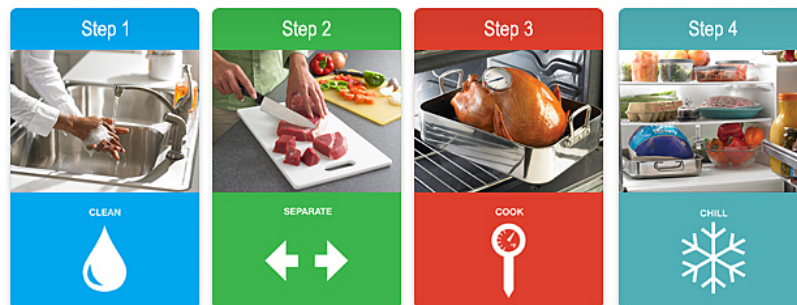 Step 1
Step 2
Step 3
Step 4
CLEAN
SEPARATE
COOK
CHILL